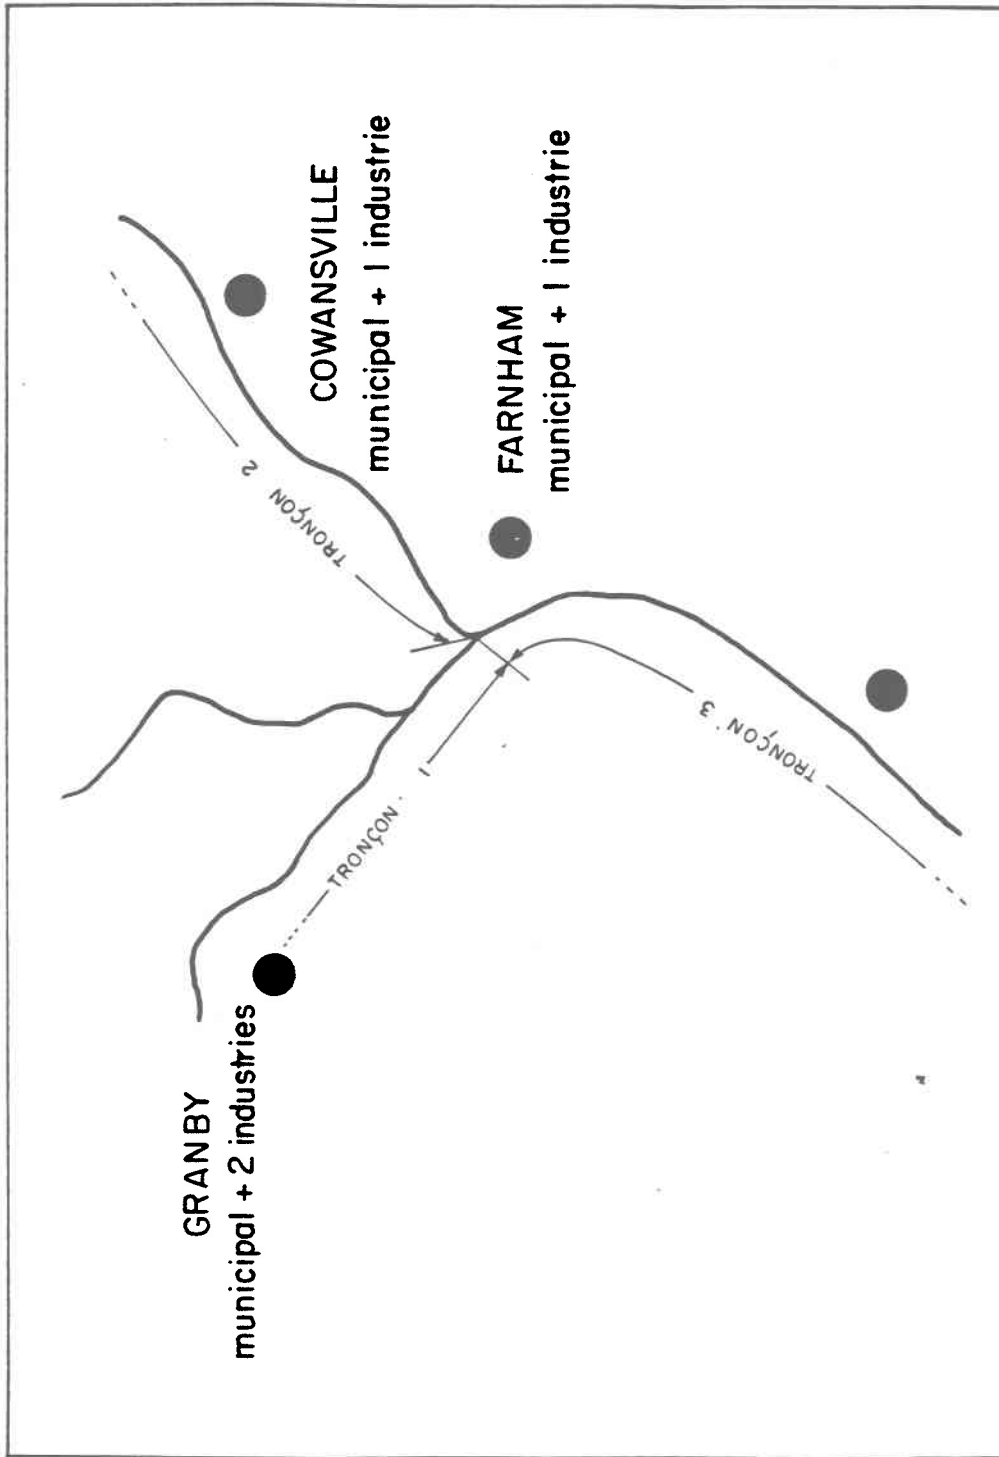 GRANBY
municipal + 2 industries
COWANSVILLE
municipal + 1 industrie
FARNHAM
municipal + 1 industrie
TRONÇON 1
TRONÇON 2
TRONÇON 3